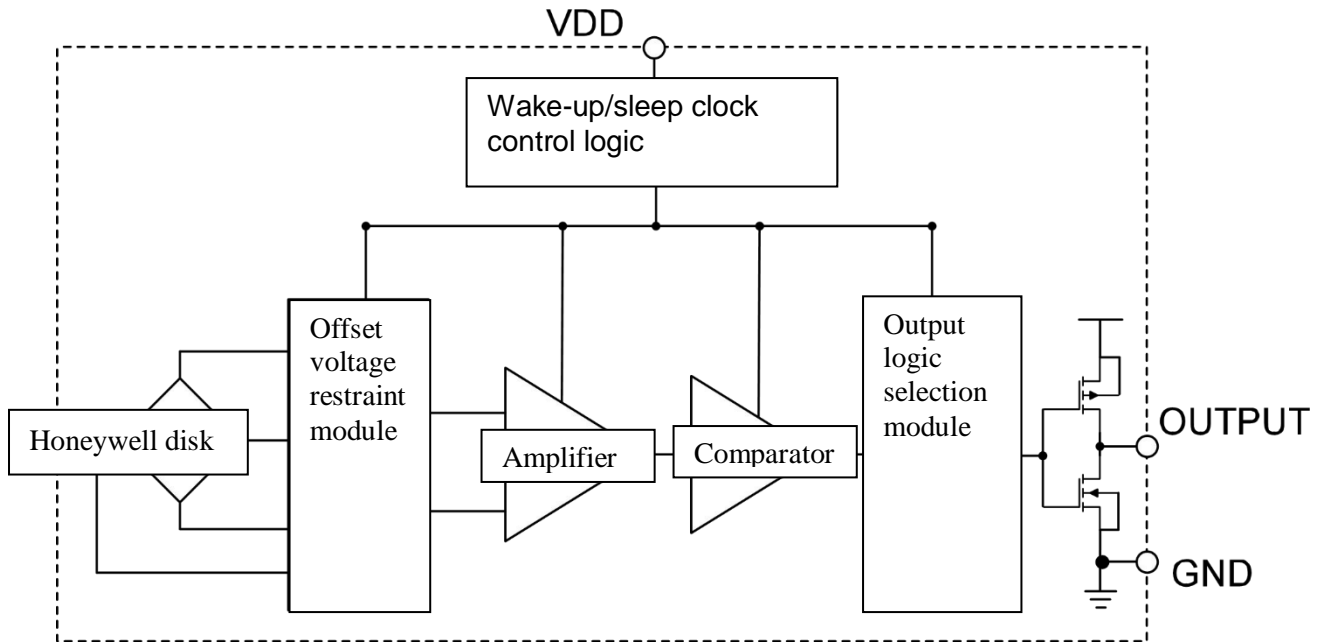 VDD
Wake-up/sleep clock
control logic
Offset
voltage
restraint
module
Output
logic
selection
module
Honeywell disk
Amplifier
Comparator
OUTPUT
GND